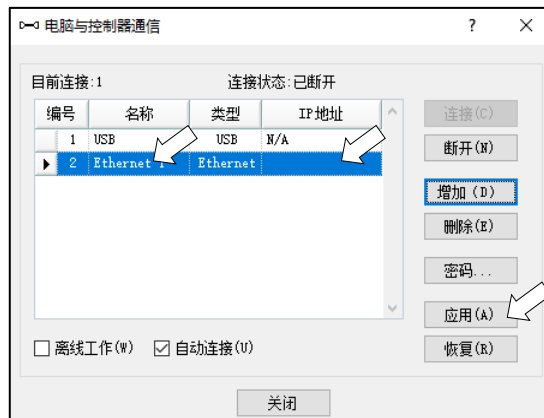 电脑与控制器通信
目前连接:1 连接状态:已断开
编号 名称 类型 IP地址
1 USB USB N/A
2 Ethernet 1 Ethernet
连接(C)
断开(N)
增加 (D)
删除(E)
密码...
应用(A)
恢复(R)
离线工作(W) 自动连接(U)
关闭